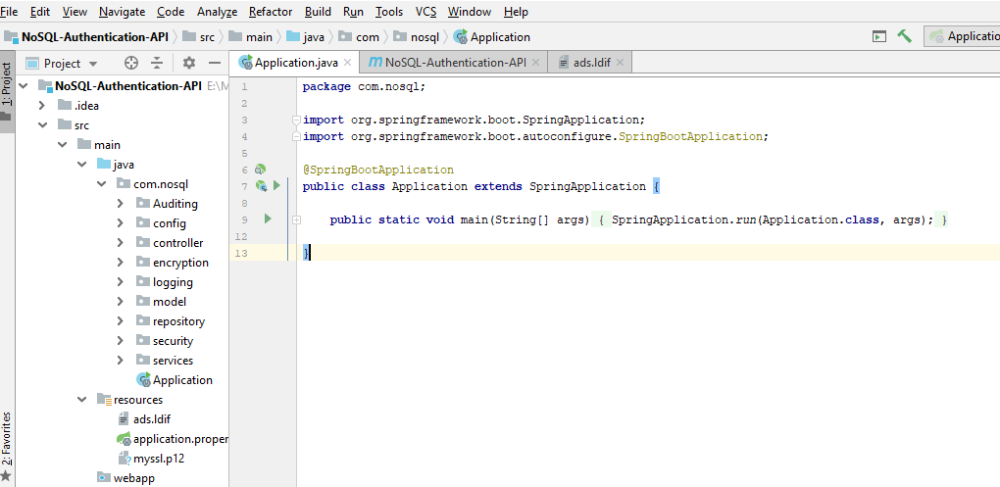 File Edit View Navigate Code Analyze Refactor Build Run Tools VCS Window Help
NoSQL-Authentication-API src main java com nosql Application Applicatio
1: Project
Project
Application.java NoSQL-Authentication-API ads.ldif
NoSQL-Authentication-API E:\M
.idea
src
main
java
com.nosql
Auditing
config
controller
encryption
logging
model
repository
security
services
Application
resources
ads.ldif
application.proper
myssl.p12
webapp
2: Favorites
1 package com.nosql;
2
3 import org.springframework.boot.SpringApplication;
4 import org.springframework.boot.autoconfigure.SpringBootApplication;
5
6 @SpringBootApplication
7 public class Application extends SpringApplication {
8
9 public static void main(String[] args) { SpringApplication.run(Application.class, args); }
12
13 }